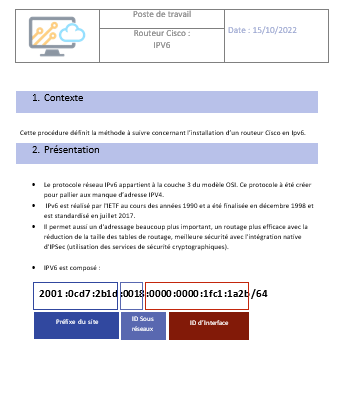 Poste de travail
Routeur Cisco :
IPV6
Date : 15/10/2022
1. Contexte
Cette procédure définit la méthode à suivre concernant l'installation d'un routeur Cisco en Ipv6.
2. Présentation
• Le protocole réseau IPv6 appartient à la couche 3 du modèle OSI. Ce protocole à été créer
pour palier aux manque d'adresse IPV4.
• IPv6 est réalisé par l'IETF au cours des années 1990 et a été finalisée en décembre 1998 et
est standardisé en juillet 2017.
• Il permet aussi un d'adressage beaucoup plus important, un routage plus efficace avec la
réduction de la taille des tables de routage, meilleure sécurité avec l'intégration native
d'IPSec (utilisation des services de sécurité cryptographiques).
• IPV6 est composé :
2001 :0cd7 :2b1d :0018 :0000 :0000 :1fc1 :1a2b /64
Préfixe du site
ID Sous
réseaux
ID d'Interface